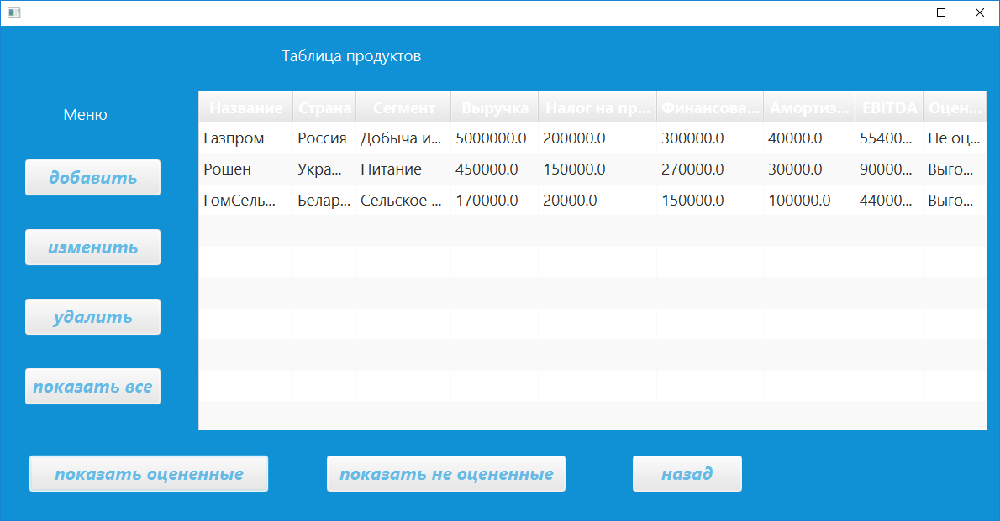 Таблица продуктов
Меню
добавить
изменить
удалить
показать все
Название Страна Сегмент Выручка Налог на пр... Финансова... Амортиз... EBITDA Оцен...
Газпром Россия Добыча и... 5000000.0 200000.0 300000.0 40000.0 55400... Не оц...
Рошен Укра... Питание 450000.0 150000.0 270000.0 30000.0 90000... Выго...
ГомСель... Белар... Сельское ... 170000.0 20000.0 150000.0 100000.0 44000... Выго...
показать оцененные показать не оцененные назад